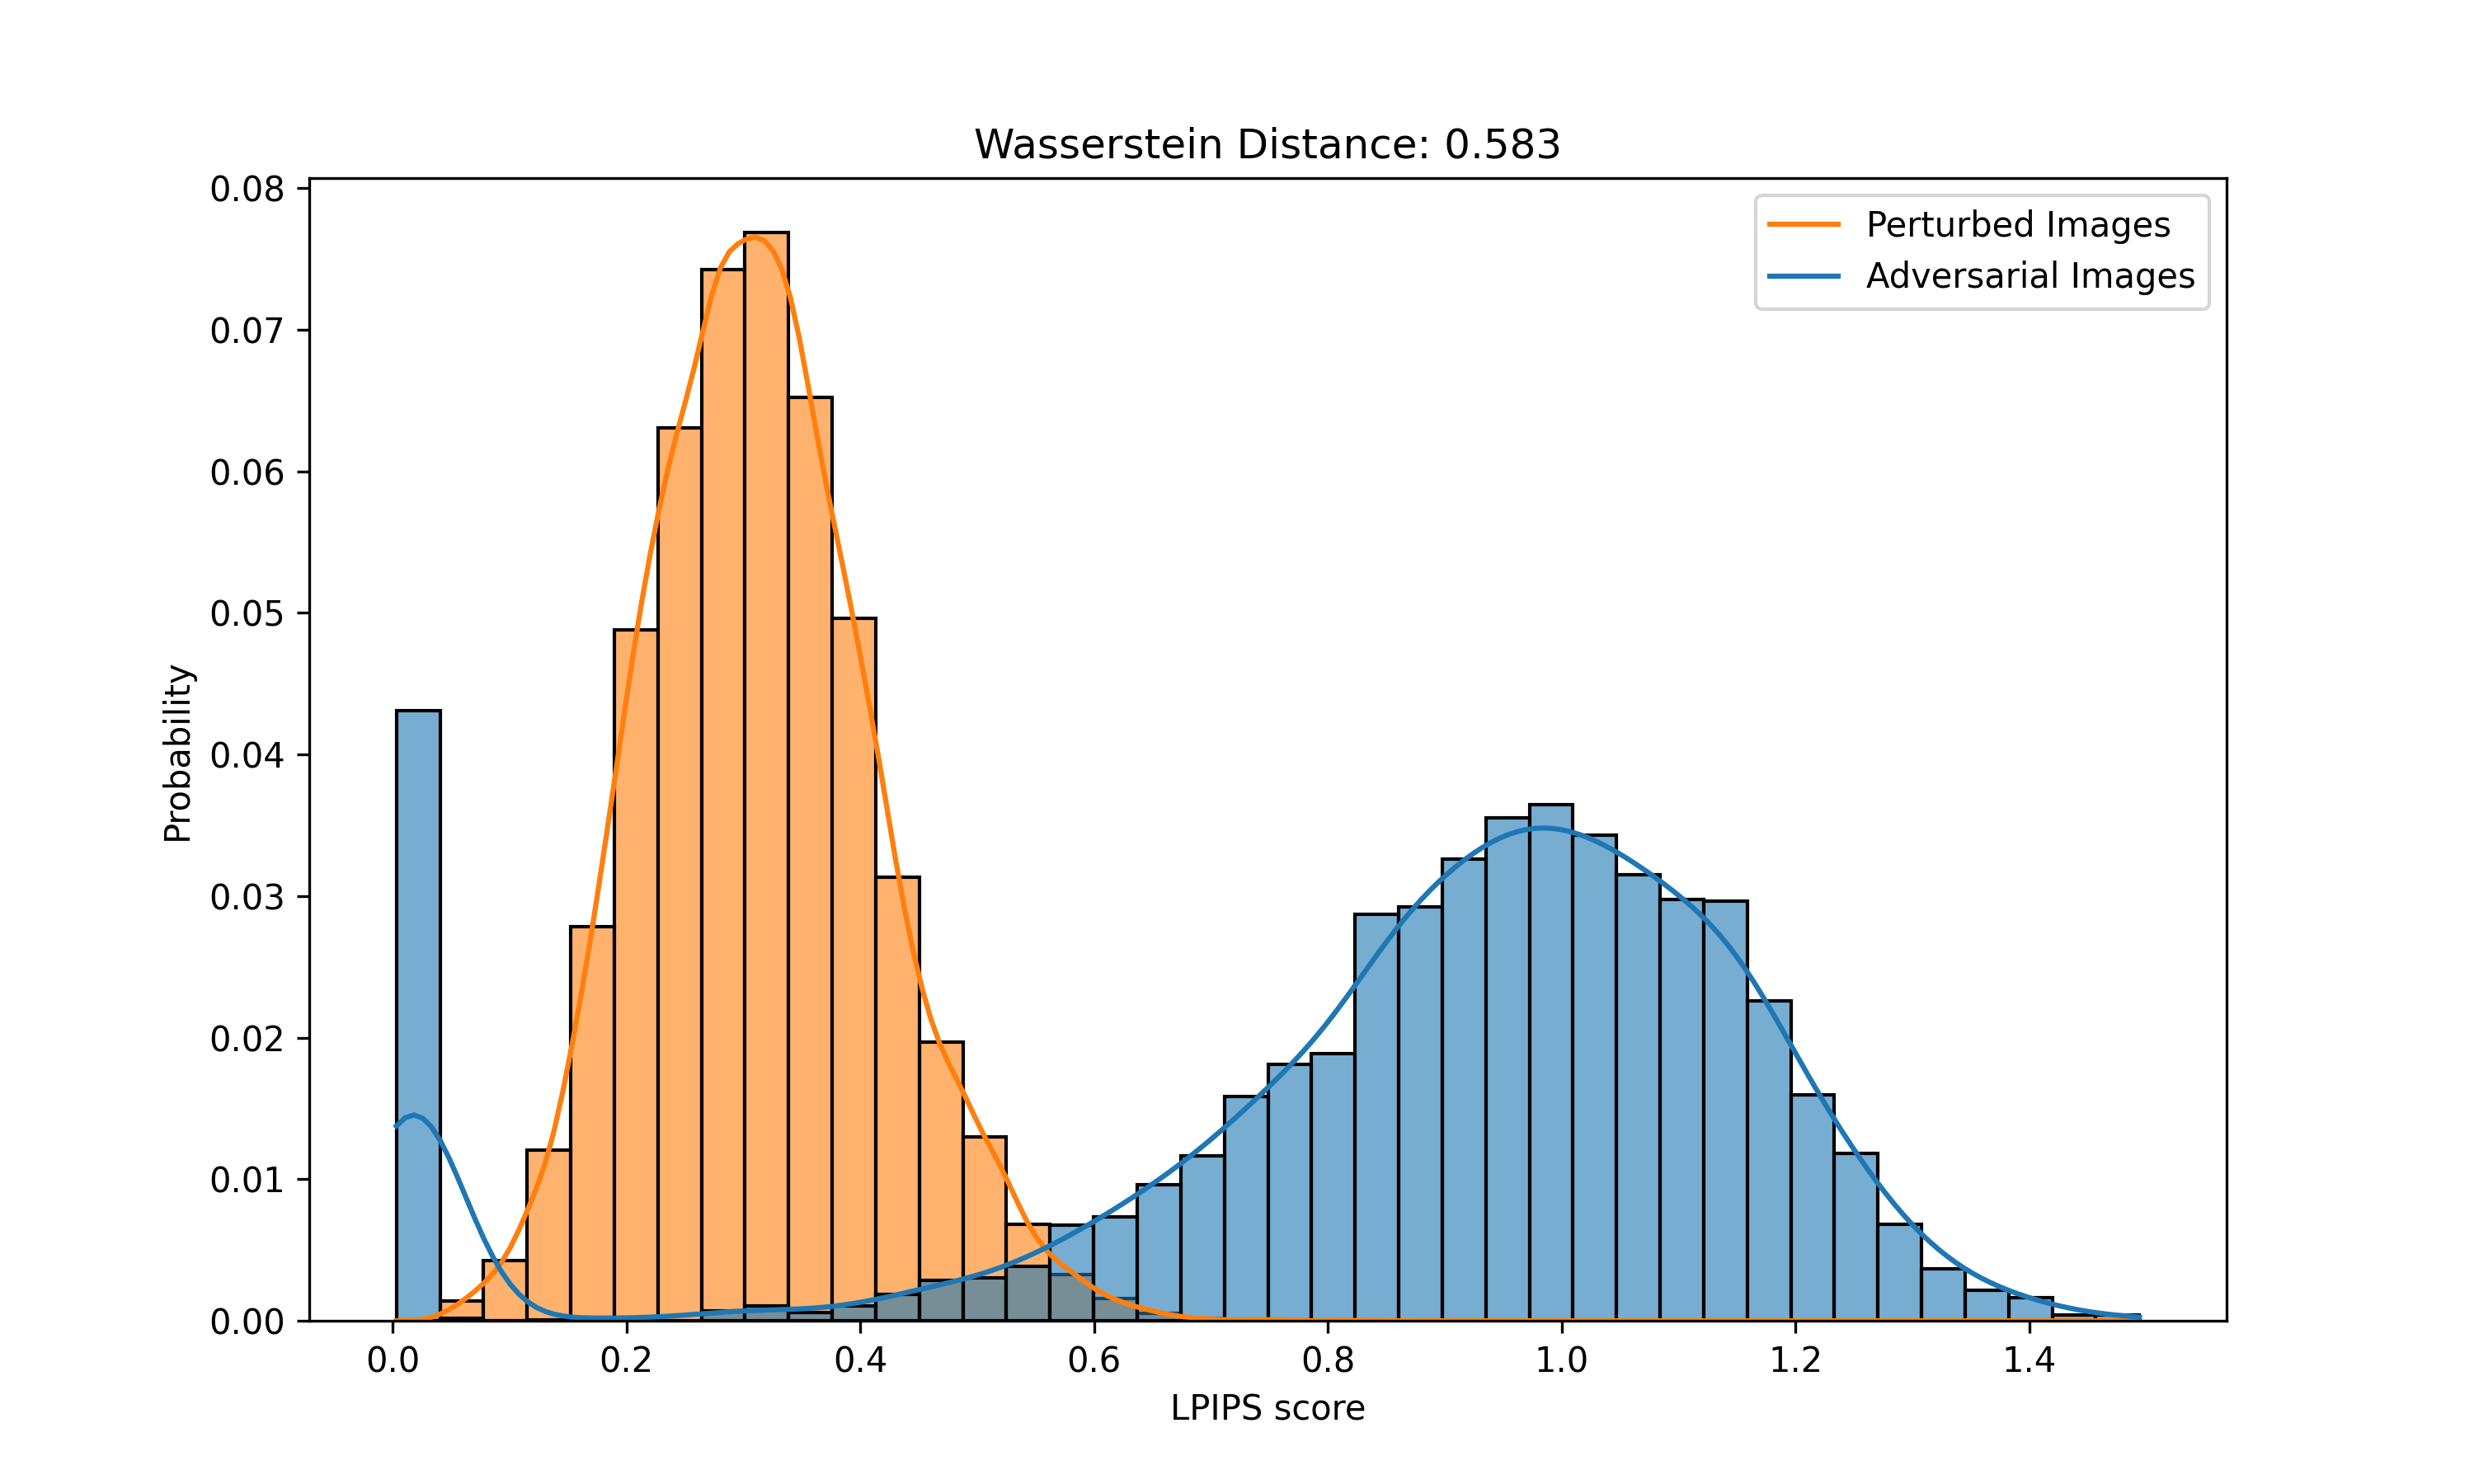 Wasserstein Distance: 0.583
Perturbed Images
Adversarial Images
Probability
0.08
0.07
0.06
0.05
0.04
0.03
0.02
0.01
0.00
0.0 0.2 0.4 0.6 0.8 1.0 1.2 1.4
LPIPS score